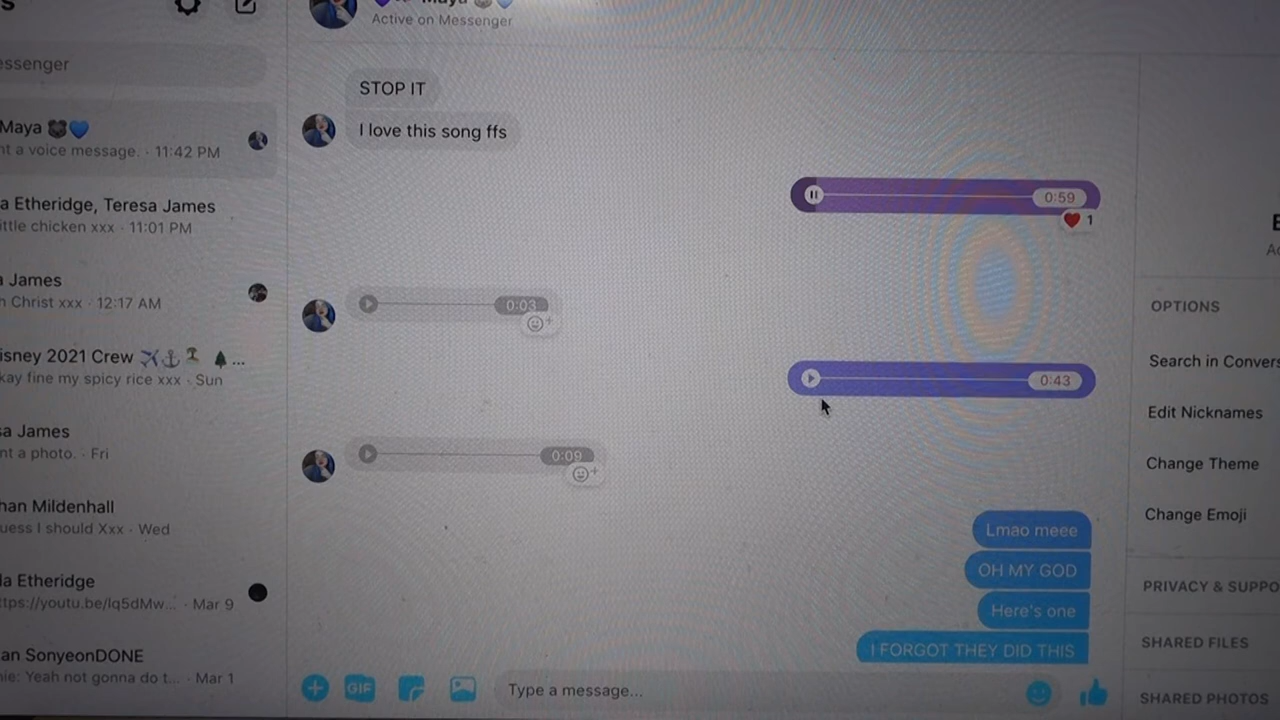 Active on Messenger
Maya
nt a voice message. · 11:42 PM
a Etheridge, Teresa James
ittle chicken xxx · 11:01 PM
James
n Christ xxx · 12:17 AM
isney 2021 Crew ✈️⚓🏝️ 🌲...
kay fine my spicy rice xxx · Sun
sa James
nt a photo. · Fri
han Mildenhall
uess I should Xxx · Wed
la Etheridge
ttps://youtu.be/lq5dMw... · Mar 9
an SonyeonDONE
nie: Yeah not gonna do t... · Mar 1
STOP IT
I love this song ffs
0:59
1
0:03
0:43
0:09
Lmao meee
OH MY GOD
Here's one
I FORGOT THEY DID THIS
GIF
Type a message...
OPTIONS
Search in Convers
Edit Nicknames
Change Theme
Change Emoji
PRIVACY & SUPPO
SHARED FILES
SHARED PHOTOS